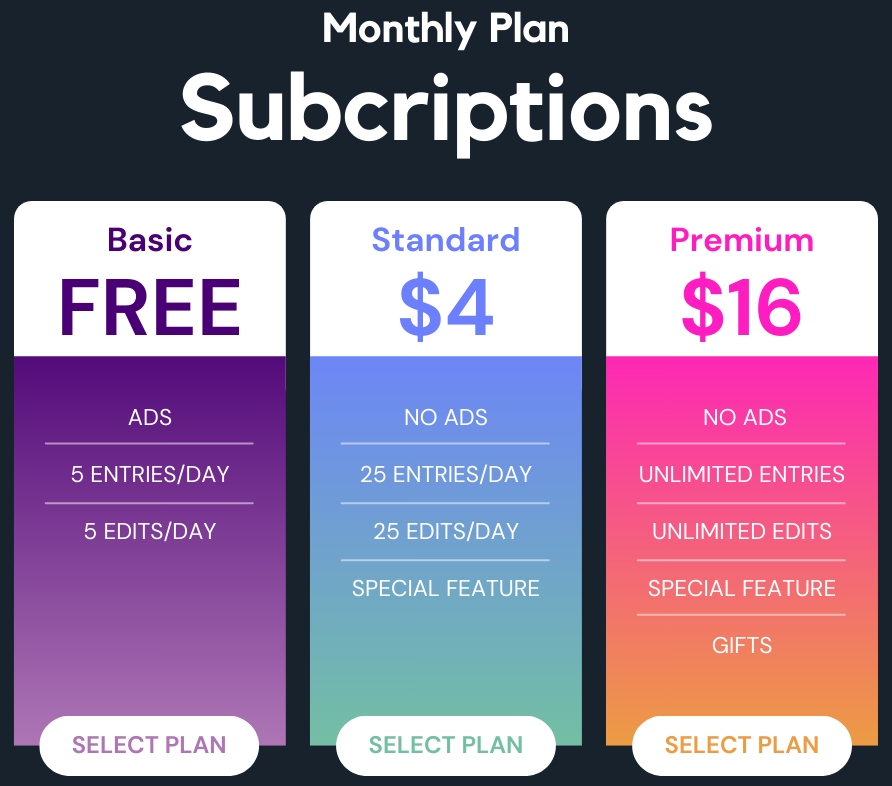 Monthly Plan
Subcriptions
Basic
FREE
ADS
5 ENTRIES/DAY
5 EDITS/DAY
SELECT PLAN
Standard
$4
NO ADS
25 ENTRIES/DAY
25 EDITS/DAY
SPECIAL FEATURE
SELECT PLAN
Premium
$16
NO ADS
UNLIMITED ENTRIES
UNLIMITED EDITS
SPECIAL FEATURE
GIFTS
SELECT PLAN